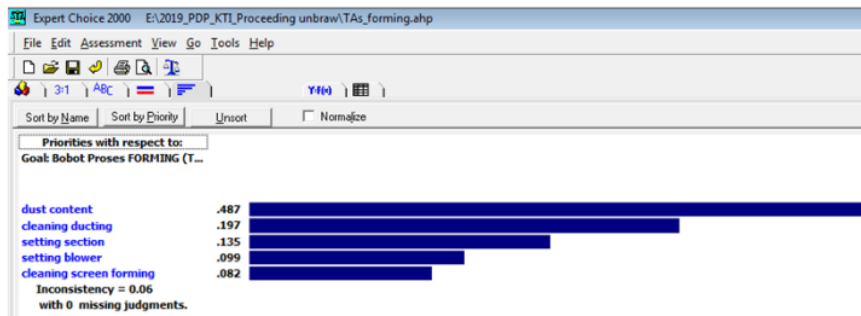 Expert Choice 2000 E:\2019_PDP_KTI_Proceeding unbraw\TAs_forming.ahp
File Edit Assessment View Go Tools Help
3:1 ABC Y-f(x)
Sort by Name Sort by Priority Unsort Normalize
Priorities with respect to:
Goal: Bobot Proses FORMING (T...
dust content .487
cleaning ducting .197
setting section .135
setting blower .099
cleaning screen forming .082
Inconsistency = 0.06
with 0 missing judgments.